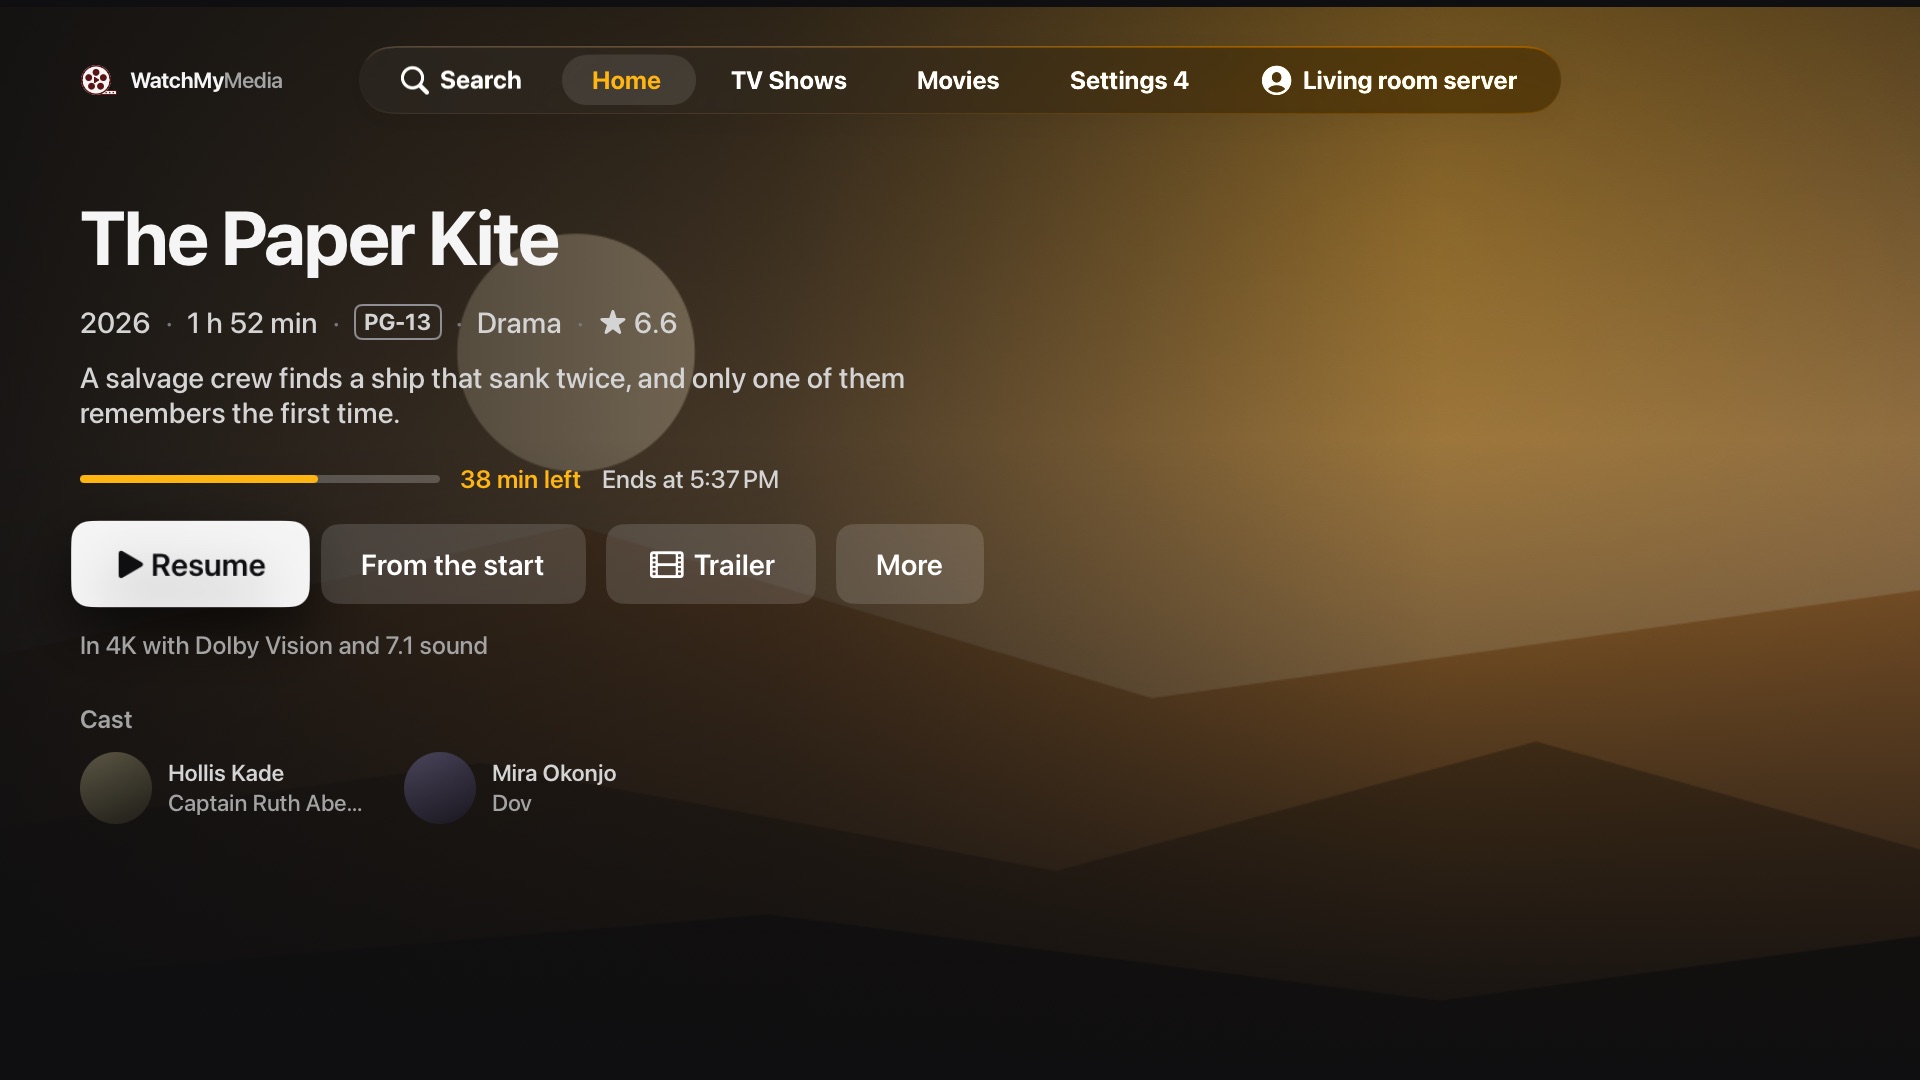 WatchMyMedia
Search
Home
TV Shows
Movies
Settings 4
Living room server
The Paper Kite
2026 · 1 h 52 min · PG-13 · Drama · ★ 6.6
A salvage crew finds a ship that sank twice, and only one of them
remembers the first time.
38 min left Ends at 5:37 PM
Resume
From the start
Trailer
More
In 4K with Dolby Vision and 7.1 sound
Cast
Hollis Kade
Captain Ruth Abe...
Mira Okonjo
Dov